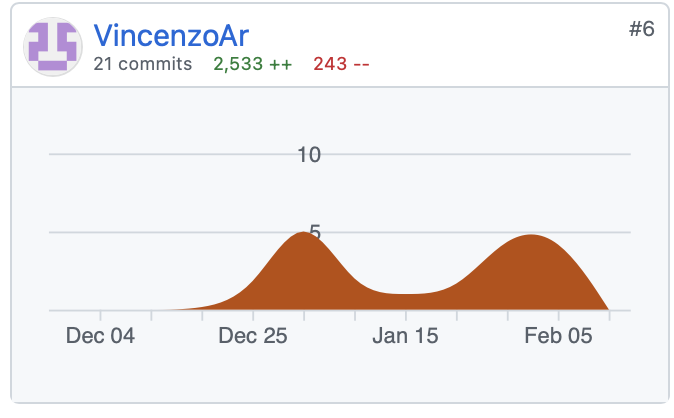 VincenzoAr
#6
21 commits 2,533 ++ 243 --
10
5
Dec 04 Dec 25 Jan 15 Feb 05